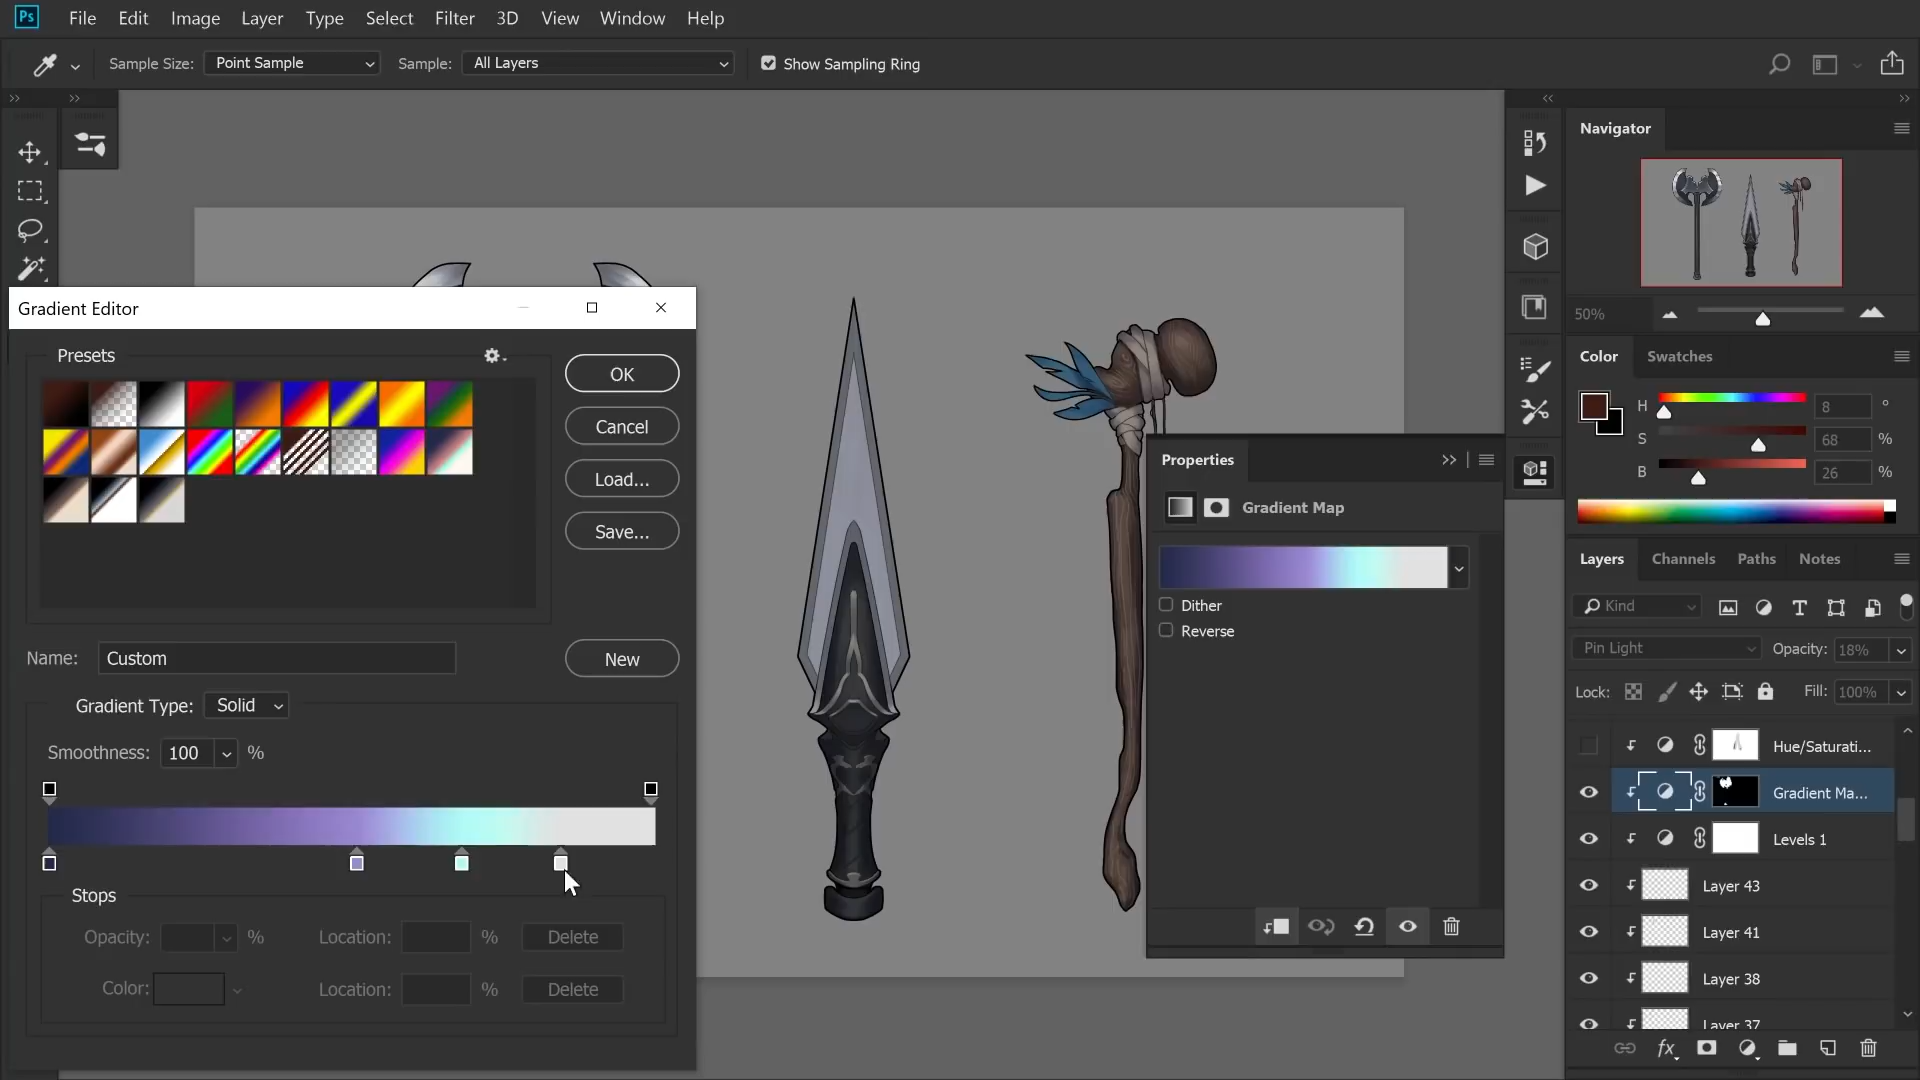 Ps File Edit Image Layer Type Select Filter 3D View Window Help
Sample Size: Point Sample Sample: All Layers Show Sampling Ring
Navigator
50%
Color Swatches
H 8 °
S 68 %
B 26 %
Gradient Editor
Presets
OK
Cancel
Load...
Save...
Name: Custom
New
Gradient Type: Solid
Smoothness: 100 %
Stops
Opacity: % Location: % Delete
Color: Location: % Delete
Properties
Gradient Map
Dither
Reverse
Layers Channels Paths Notes
Kind
Pin Light Opacity: 18%
Lock: Fill: 100%
Hue/Saturati...
Gradient Ma...
Levels 1
Layer 43
Layer 41
Layer 38
Layer 37
fx